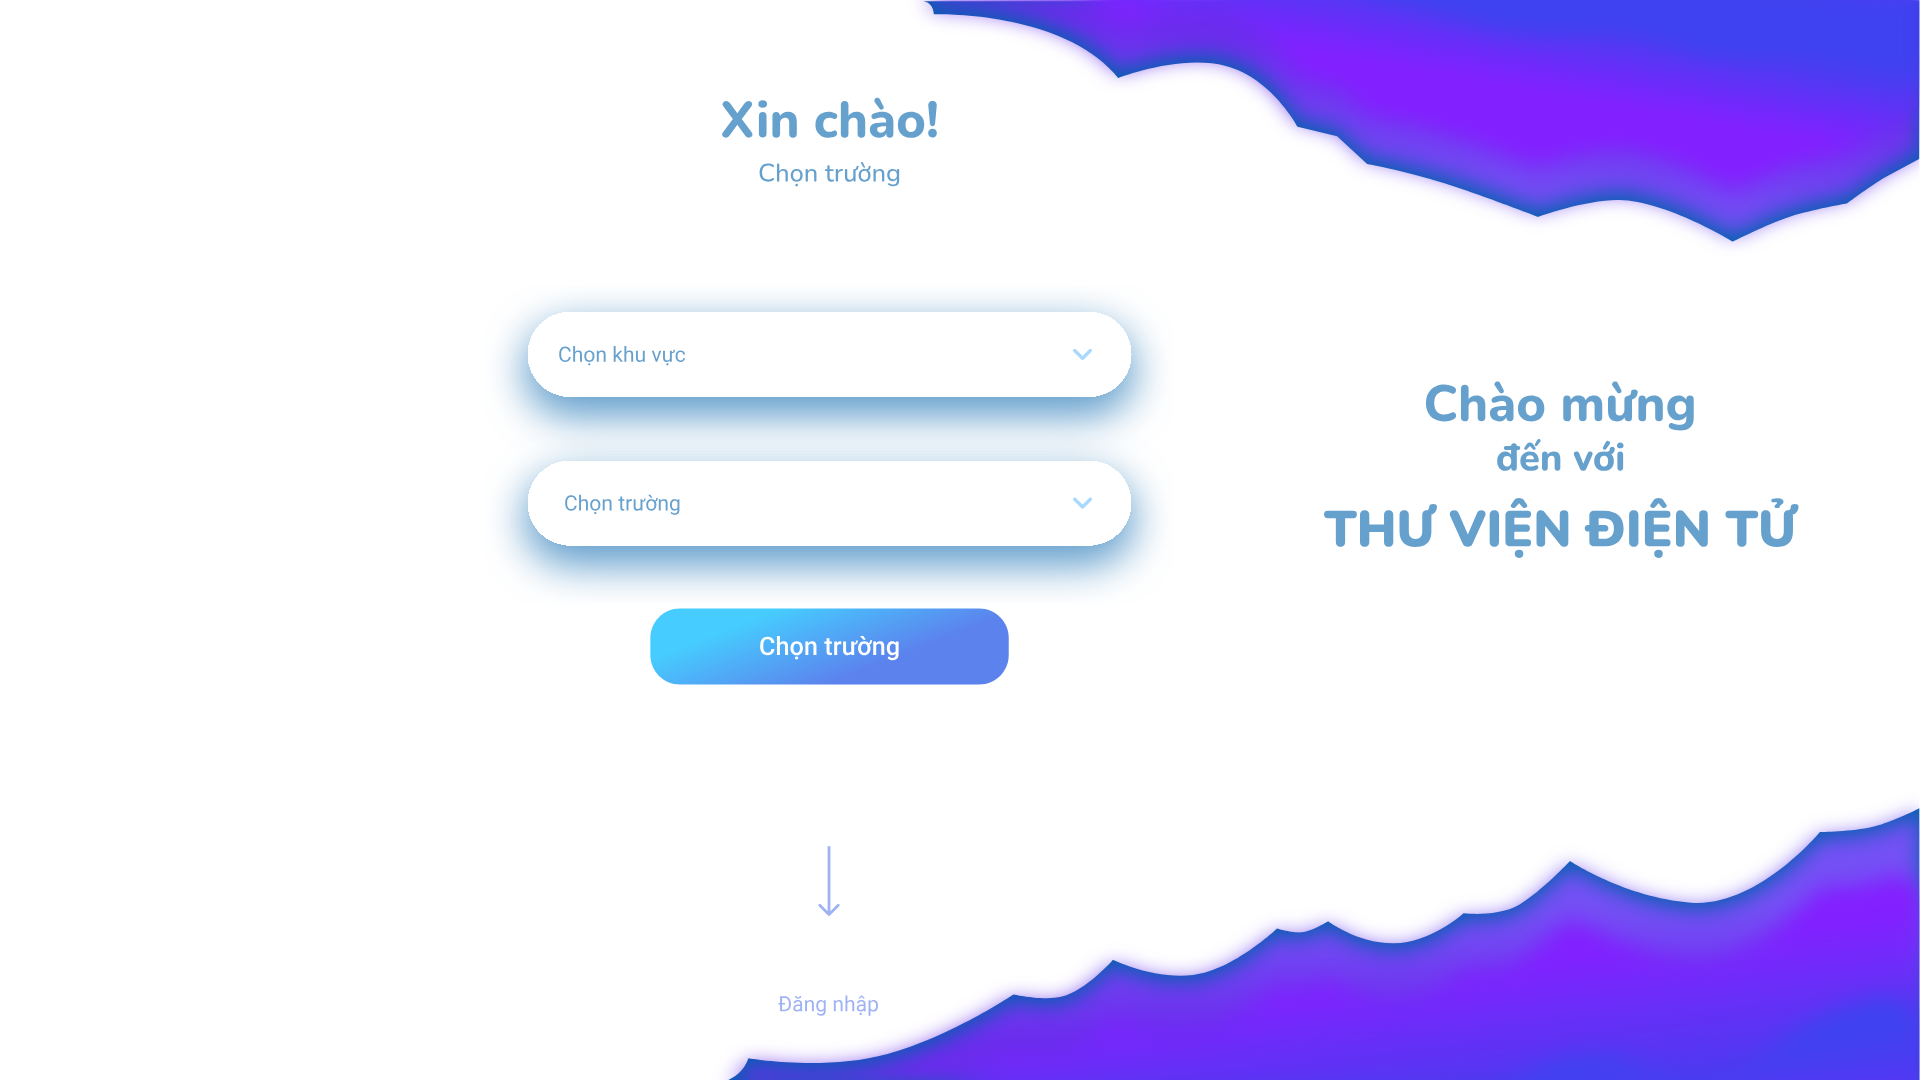 Xin chào!
Chọn trường
Chọn khu vực
Chọn trường
Chọn trường
Đăng nhập
Chào mừng
đến với
THƯ VIỆN ĐIỆN TỬ